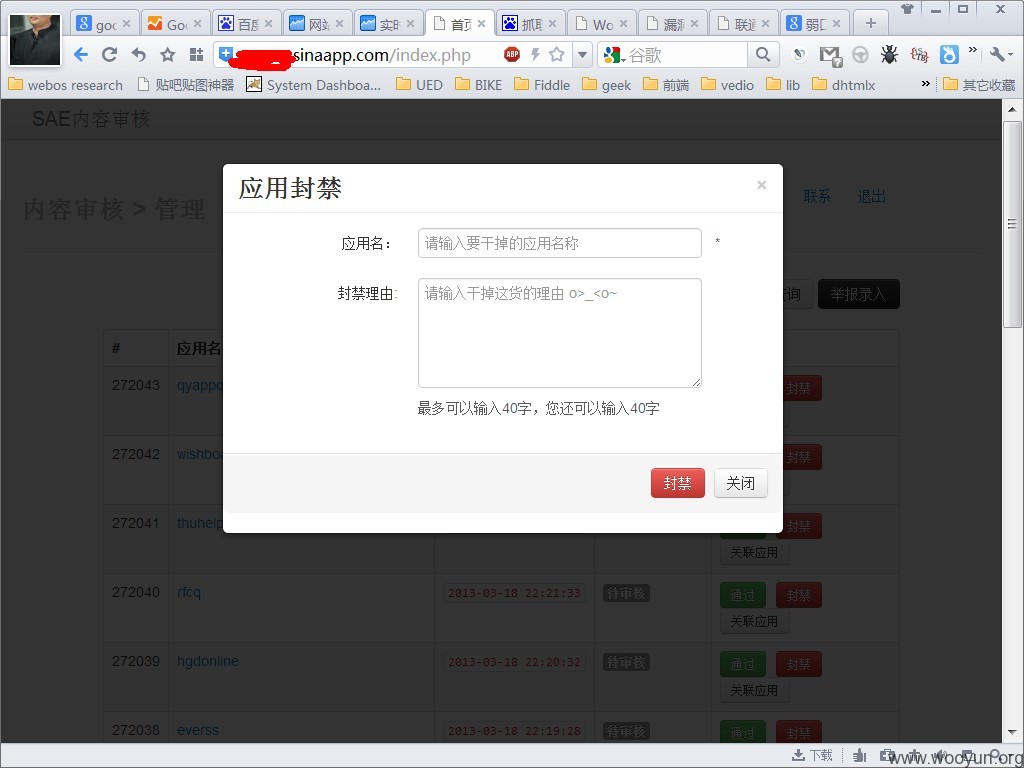 goo
Goo
百度
网站
实时
首页
抓取
Wo
漏洞
联通
弱口
sinaapp.com/index.php
ABP
谷歌
webos research
贴吧贴图神器
System Dashboa...
UED
BIKE
Fiddle
geek
前端
vedio
lib
dhtmlx
»
其它收藏
SAE内容审核
内容审核 > 管理
联系
退出
应用封禁
×
应用名：
请输入要干掉的应用名称
*
封禁理由:
请输入干掉这货的理由 o>_<o~
最多可以输入40字，您还可以输入40字
封禁
关闭
询
举报录入
#
应用名
272043
qyappc
封禁
272042
wishboa
封禁
272041
thuhelp
封禁
关联应用
272040
rfcq
2013-03-18 22:21:33
待审核
通过
封禁
关联应用
272039
hgdonline
2013-03-18 22:20:32
待审核
通过
封禁
关联应用
272038
everss
2013-03-18 22:19:28
待审核
通过
封禁
下载
www.wooyun.org